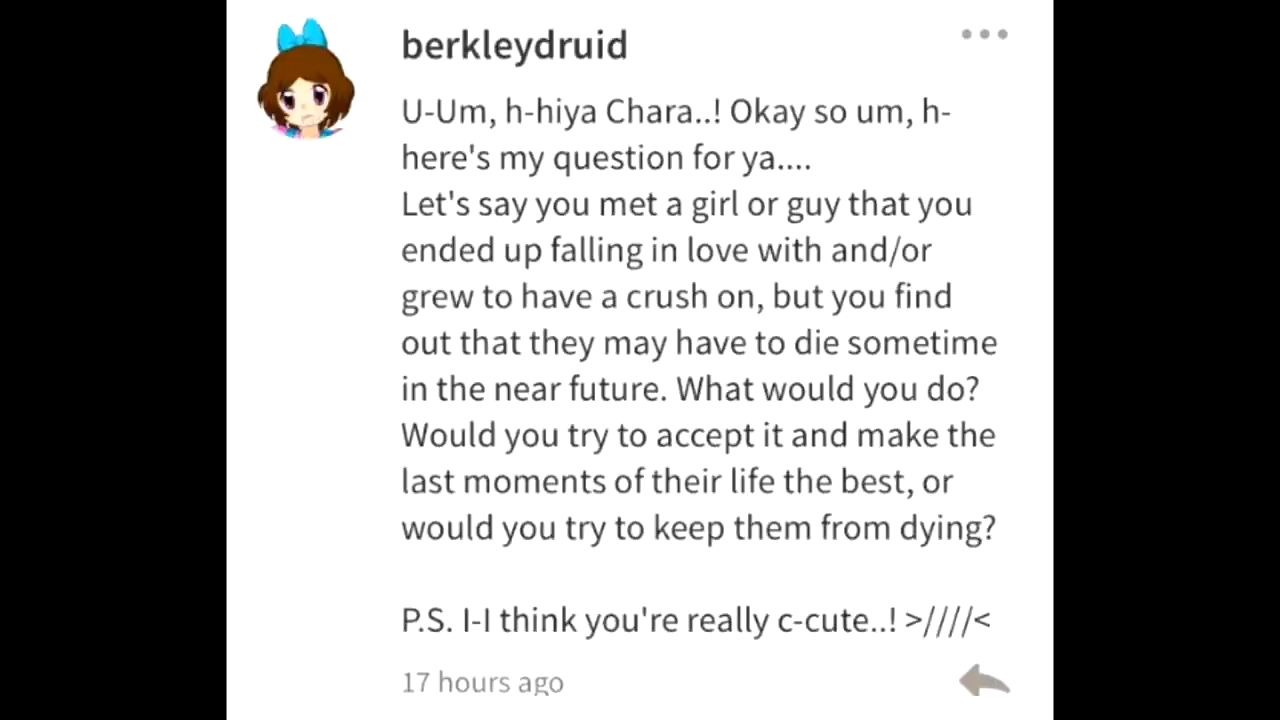 berkleydruid
U-Um, h-hiya Chara..! Okay so um, h-
here's my question for ya....
Let's say you met a girl or guy that you
ended up falling in love with and/or
grew to have a crush on, but you find
out that they may have to die sometime
in the near future. What would you do?
Would you try to accept it and make the
last moments of their life the best, or
would you try to keep them from dying?
P.S. I-I think you're really c-cute..! >////<
17 hours ago